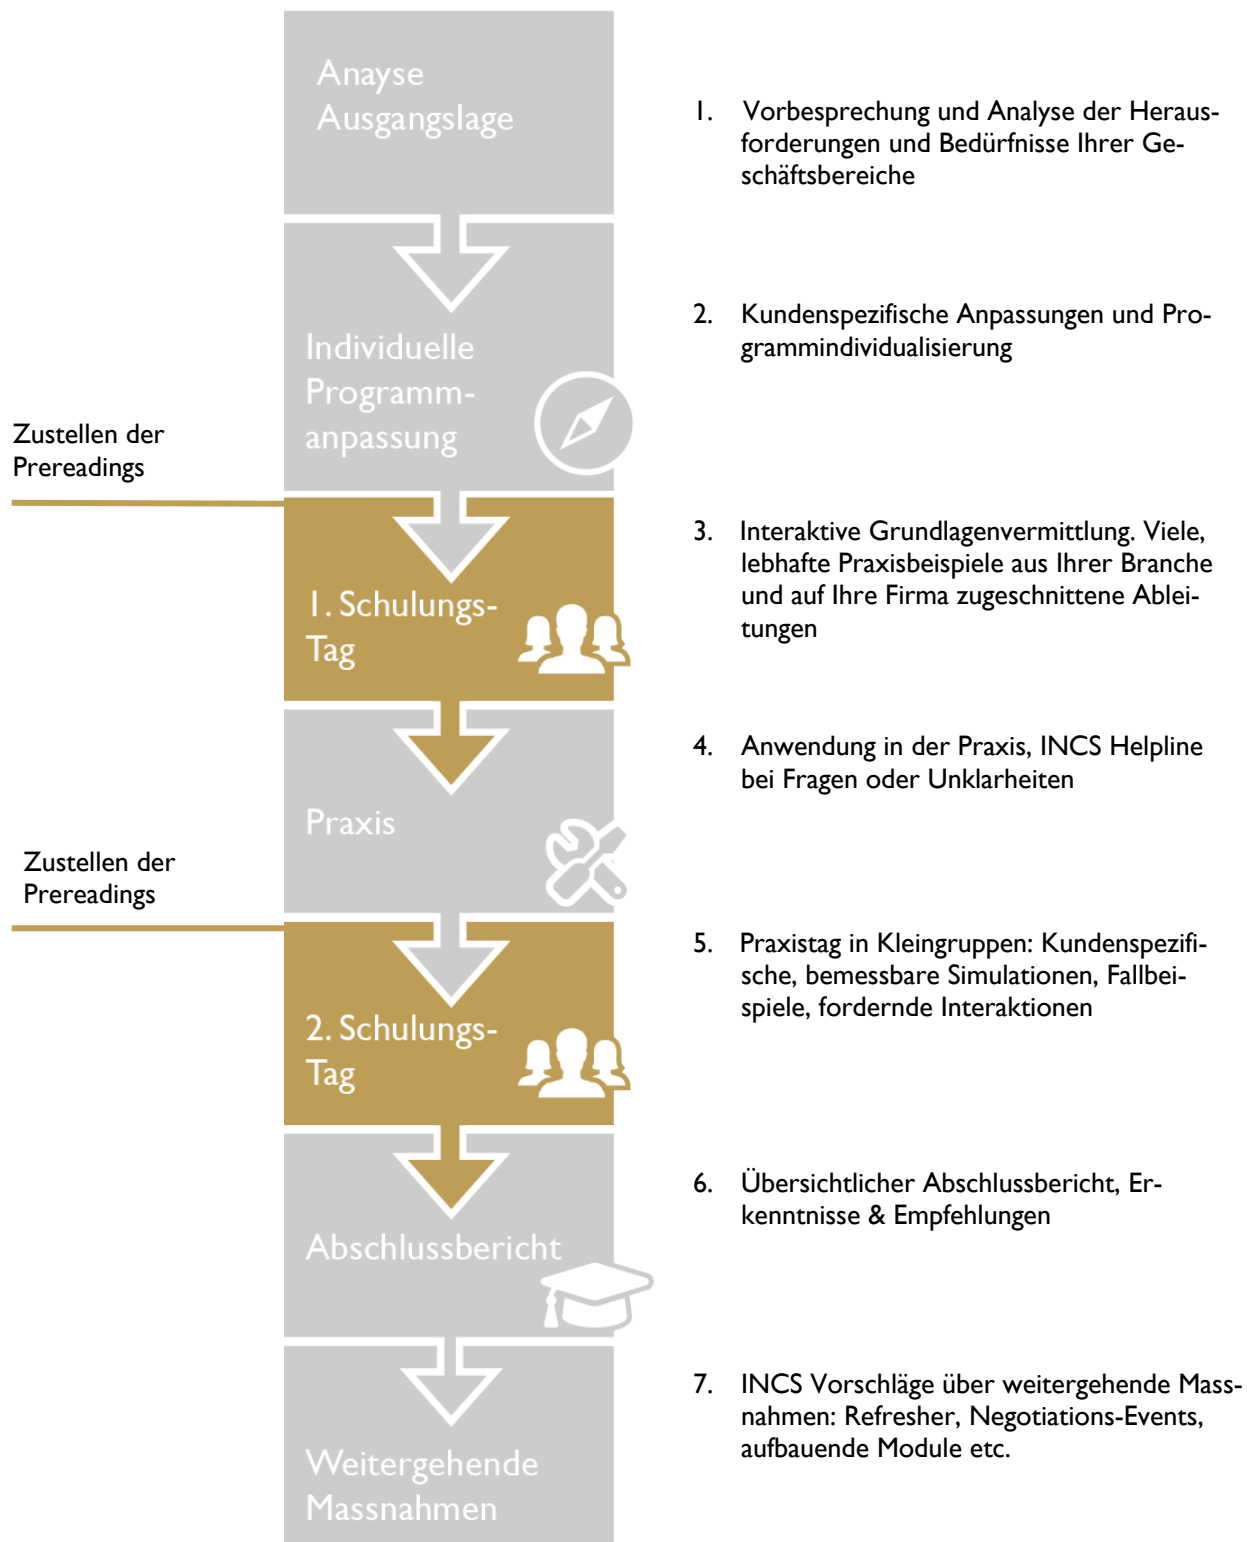 Anayse
Ausgangslage
1. Vorbesprechung und Analyse der Heraus-
forderungen und Bedürfnisse Ihrer Ge-
schäftsbereiche
Individuelle
Programm-
anpassung
2. Kundenspezifische Anpassungen und Pro-
grammindividualisierung
Zustellen der
Prereadings
1. Schulungs-
Tag
3. Interaktive Grundlagenvermittlung. Viele,
lebhafte Praxisbeispiele aus Ihrer Branche
und auf Ihre Firma zugeschnittene Ablei-
tungen
Praxis
4. Anwendung in der Praxis, INCS Helpline
bei Fragen oder Unklarheiten
Zustellen der
Prereadings
2. Schulungs-
Tag
5. Praxistag in Kleingruppen: Kundenspezifi-
sche, bemessbare Simulationen, Fallbei-
spiele, fordernde Interaktionen
Abschlussbericht
6. Übersichtlicher Abschlussbericht, Er-
kenntnisse & Empfehlungen
Weitergehende
Massnahmen
7. INCS Vorschläge über weitergehende Mass-
nahmen: Refresher, Negotiations-Events,
aufbauende Module etc.